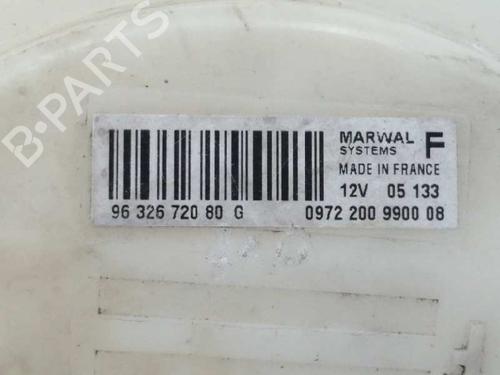 B-PARTS
MARWAL F
SYSTEMS
MADE IN FRANCE
12V 05 133
96 326 720 80 G 0972 200 9900 08